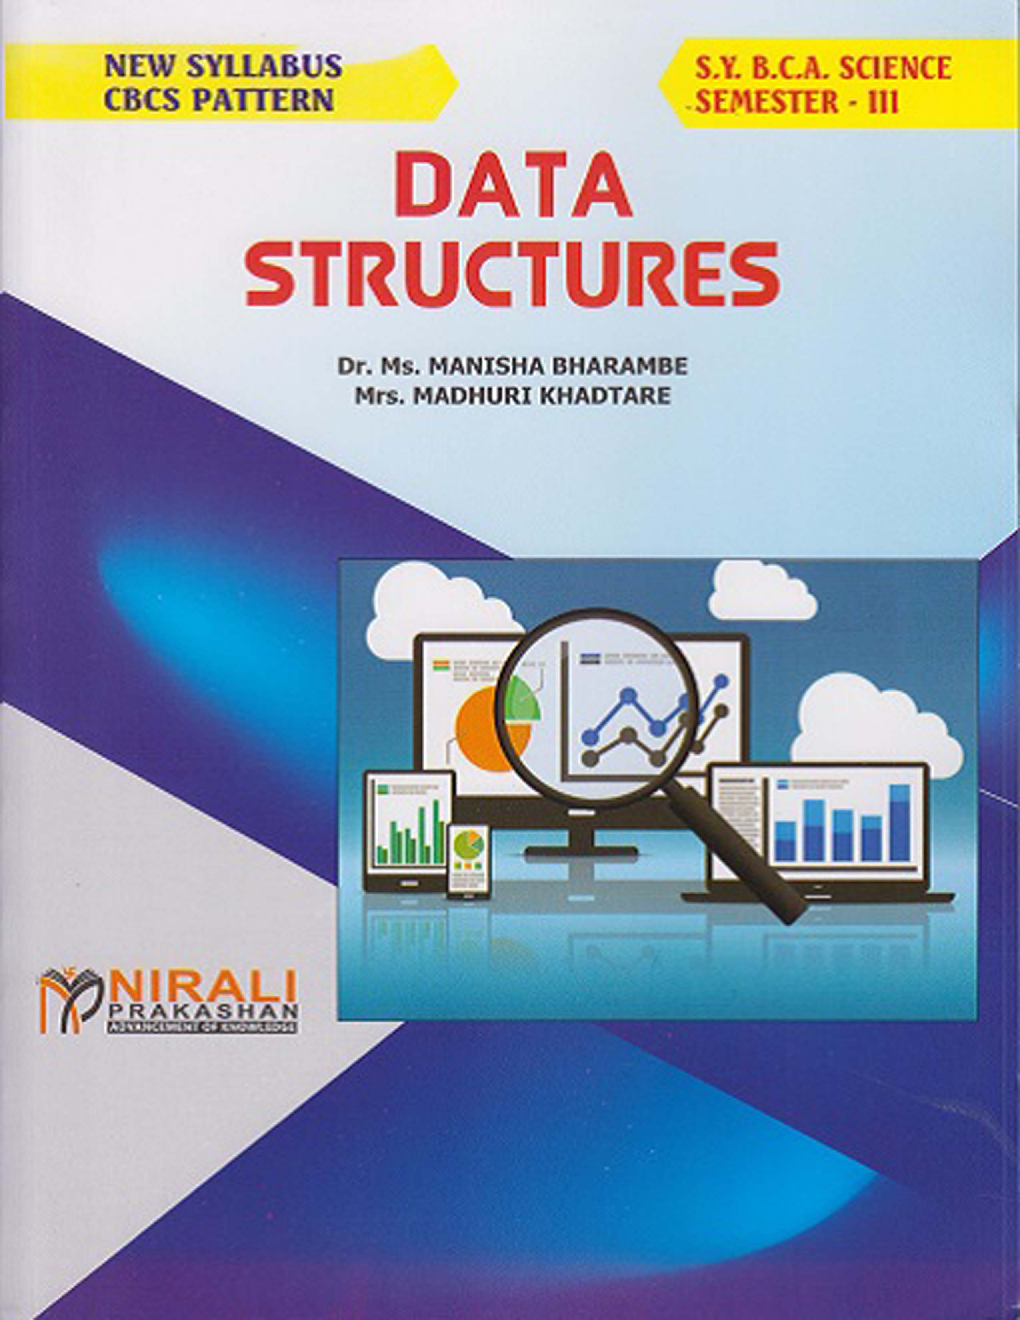 NEW SYLLABUS
CBCS PATTERN
S.Y. B.C.A. SCIENCE
SEMESTER - III
DATA
STRUCTURES
Dr. Ms. MANISHA BHARAMBE
Mrs. MADHURI KHADTARE
NIRALI
PRAKASHAN
ADVANCEMENT OF KNOWLEDGE